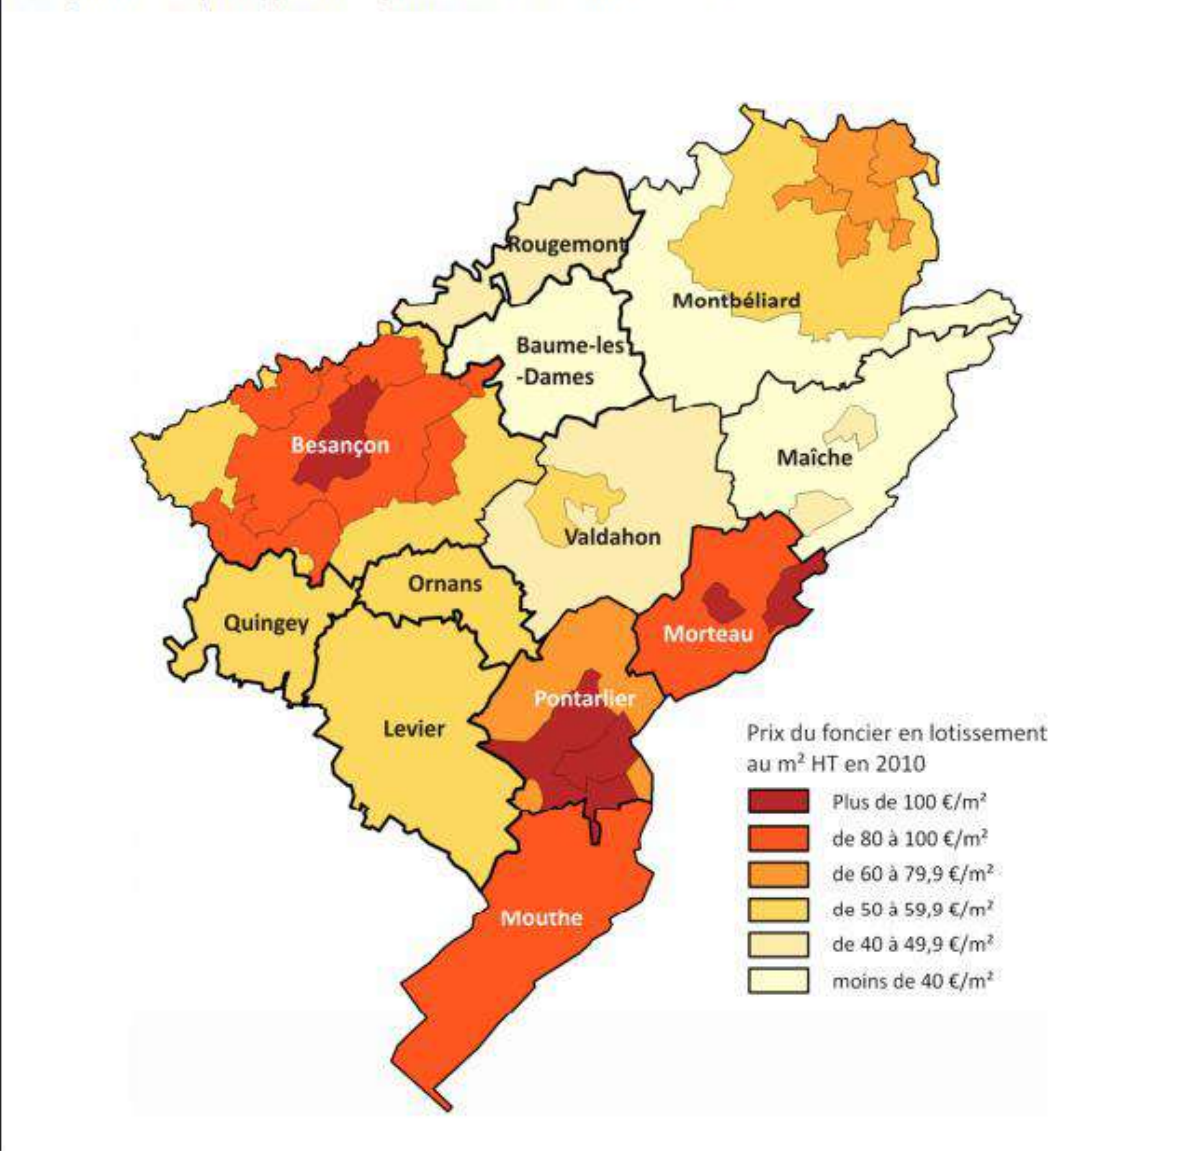 Rougemont
Montbéliard
Baume-les
-Dames
Besançon
Maîche
Valdahon
Ornans
Quingey
Morteau
Pontarlier
Levier
Mouthe
Prix du foncier en lotissement
au m² HT en 2010
Plus de 100 €/m²
de 80 à 100 €/m²
de 60 à 79,9 €/m²
de 50 à 59,9 €/m²
de 40 à 49,9 €/m²
moins de 40 €/m²